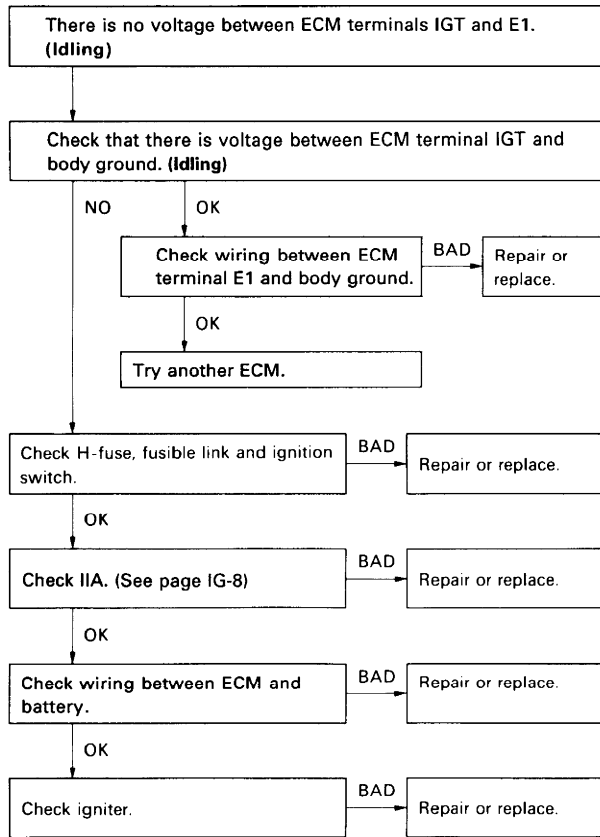 There is no voltage between ECM terminals IGT and E1.
(Idling)
Check that there is voltage between ECM terminal IGT and
body ground. (Idling)
NO
OK
Check wiring between ECM
terminal E1 and body ground.
BAD
Repair or
replace.
OK
Try another ECM.
Check H-fuse, fusible link and ignition
switch.
BAD
Repair or replace.
OK
Check IIA. (See page IG-8)
BAD
Repair or replace.
OK
Check wiring between ECM and
battery.
BAD
Repair or replace.
OK
Check igniter.
BAD
Repair or replace.